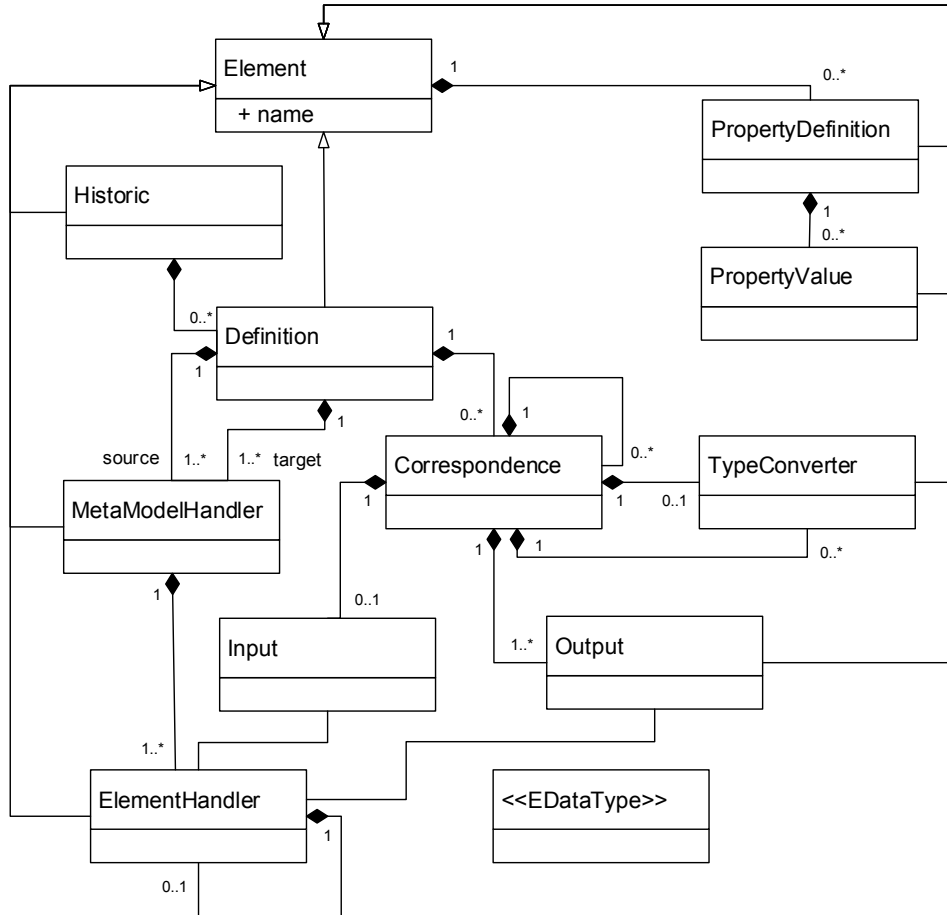 Element
1
0..*
+ name
PropertyDefinition
Historic
1
0..*
PropertyValue
0..*
Definition
1
1
1
0..*
1
source
1..*
1..*
target
Correspondence
0..*
TypeConverter
1
1
0..1
MetaModelHandler
1
1
0..*
1
0..1
Input
1..*
Output
1..*
ElementHandler
<<EDataType>>
1
0..1